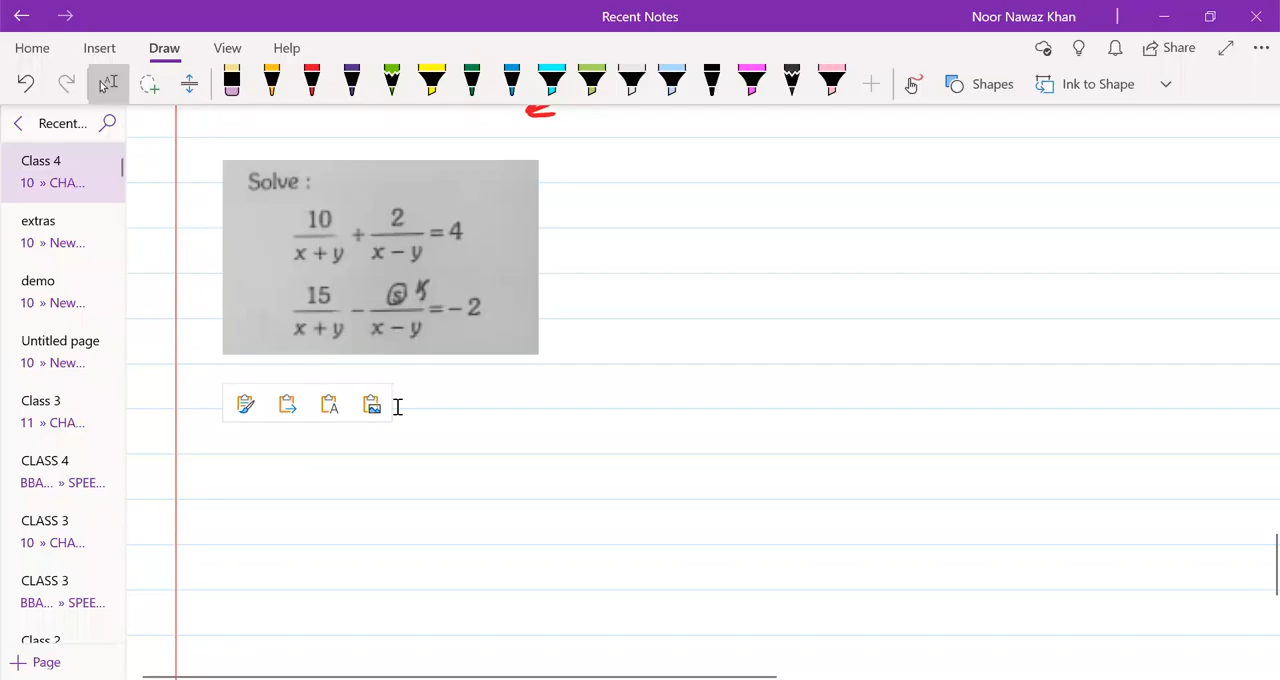 Recent Notes
Noor Nawaz Khan
Home Insert Draw View Help
Share
Shapes
Ink to Shape
Recent...
Class 4
10 » CHA...
extras
10 » New...
demo
10 » New...
Untitled page
10 » New...
Class 3
11 » CHA...
CLASS 4
BBA... » SPEE...
CLASS 3
10 » CHA...
CLASS 3
BBA... » SPEE...
Class 2
+ Page
Solve :
10/(x + y) + 2/(x − y) = 4
15/(x + y) − 5/(x − y) = − 2